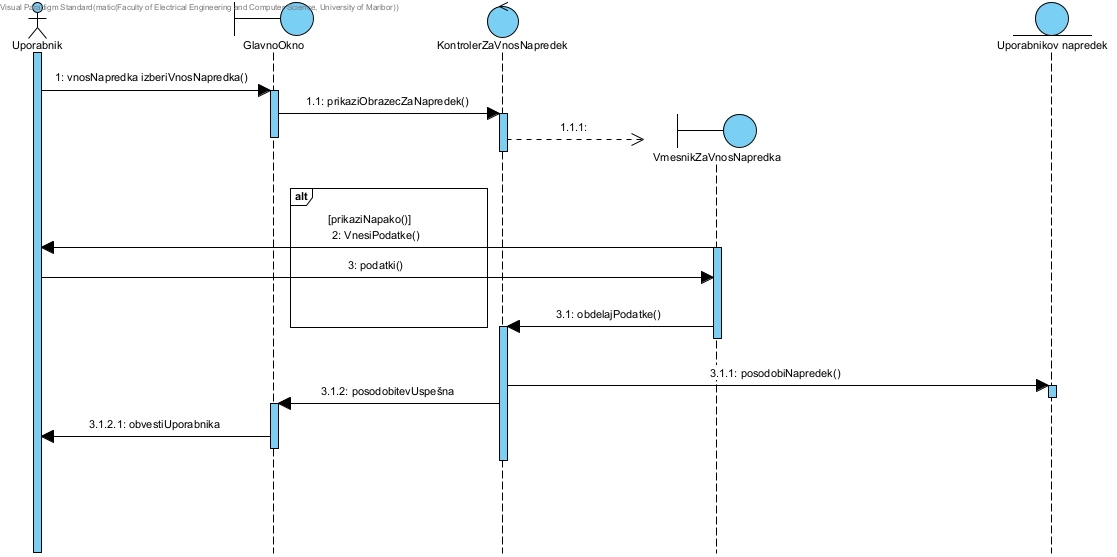 Visual Paradigm Standard(matic(Faculty of Electrical Engineering and Computer Science, University of Maribor))
Uporabnik
GlavnoOkno
KontrolerZaVnosNapredek
Uporabnikov napredek
1: vnosNapredka izberiVnosNapredka()
1.1: prikaziObrazecZaNapredek()
1.1.1:
VmesnikZaVnosNapredka
alt
[prikaziNapako()]
2: VnesiPodatke()
3: podatki()
3.1: obdelajPodatke()
3.1.1: posodobiNapredek()
3.1.2: posodobitevUspešna
3.1.2.1: obvestiUporabnika